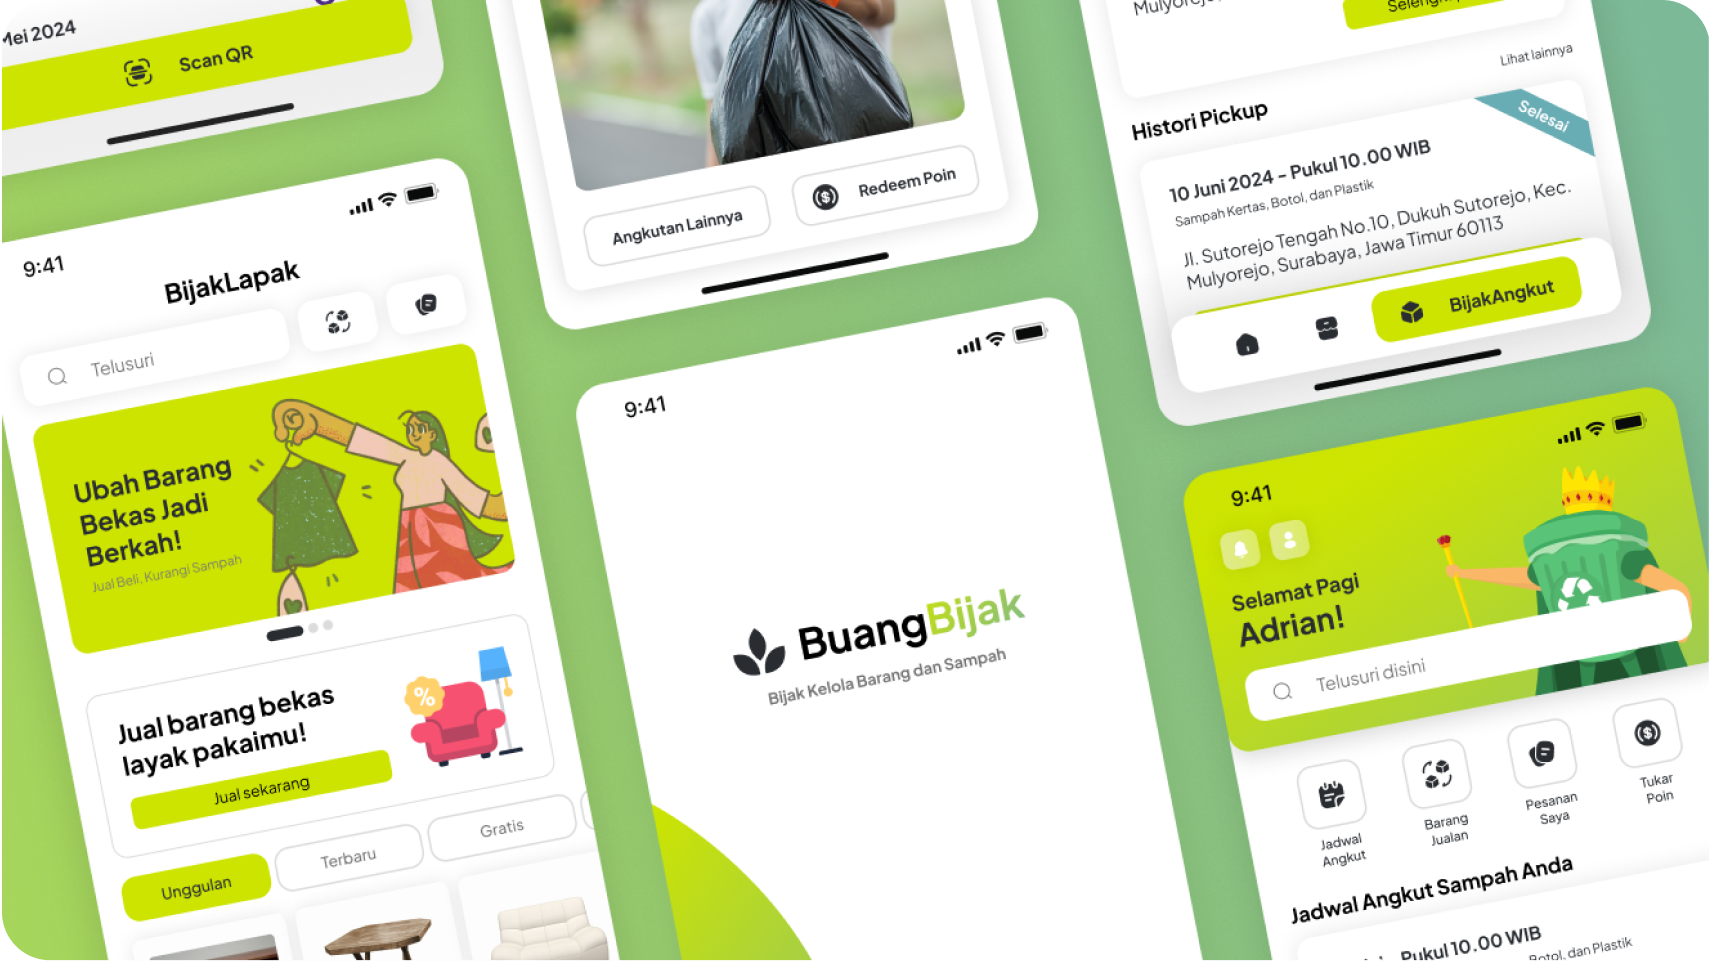 Mei 2024
Scan QR
9:41
BijakLapak
Telusuri
Ubah Barang
Bekas Jadi
Berkah!
Jual Beli, Kurangi Sampah
Jual barang bekas
layak pakaimu!
%
Jual sekarang
Unggulan
Terbaru
Gratis
Angkutan Lainnya
$
Redeem Poin
9:41
BuangBijak
Bijak Kelola Barang dan Sampah
Mulyorejo,
Lihat lainnya
Histori Pickup
Selesai
10 Juni 2024 - Pukul 10.00 WIB
Sampah Kertas, Botol, dan Plastik
Jl. Sutorejo Tengah No.10, Dukuh Sutorejo, Kec.
Mulyorejo, Surabaya, Jawa Timur 60113
BijakAngkut
9:41
Selamat Pagi
Adrian!
Telusuri disini
Jadwal
Angkut
Barang
Jualan
Pesanan
Saya
$
Tukar
Poin
Jadwal Angkut Sampah Anda
Pukul 10.00 WIB
Botol, dan Plastik